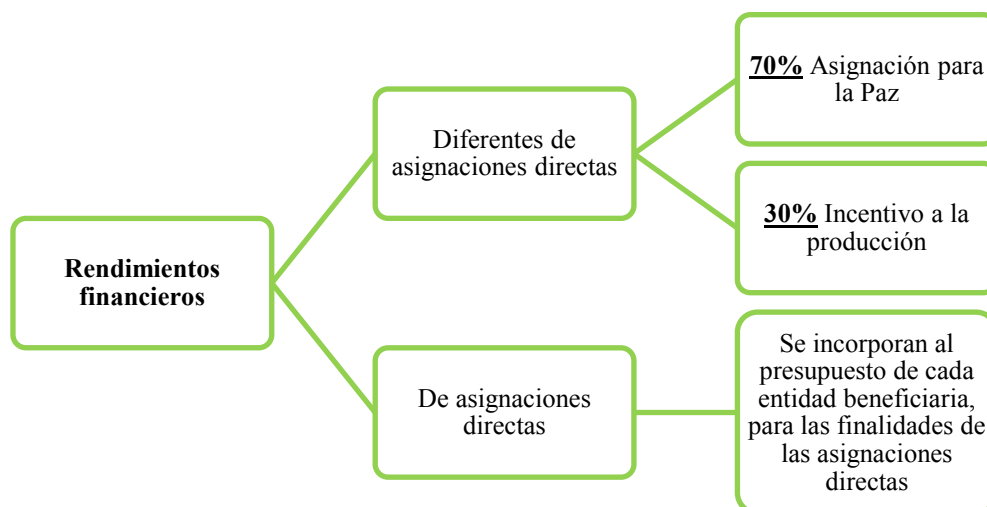 70% Asignación para
la Paz
Diferentes de
asignaciones directas
30% Incentivo a la
producción
Rendimientos
financieros
De asignaciones
directas
Se incorporan al
presupuesto de cada
entidad beneficiaria,
para las finalidades de
las asignaciones
directas